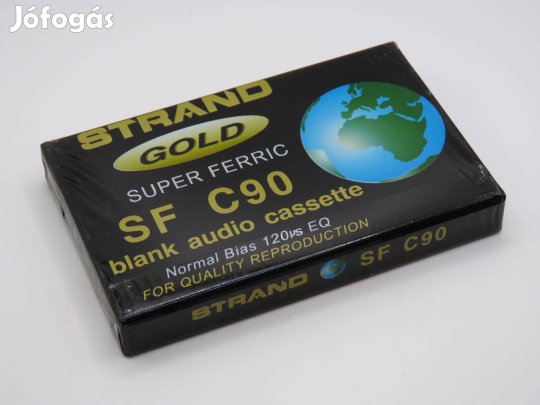 Jófogás
STRAND
GOLD
SUPER FERRIC
SF C90
blank audio cassette
Normal Bias 120µs EQ
FOR QUALITY REPRODUCTION
STRAND SF C90